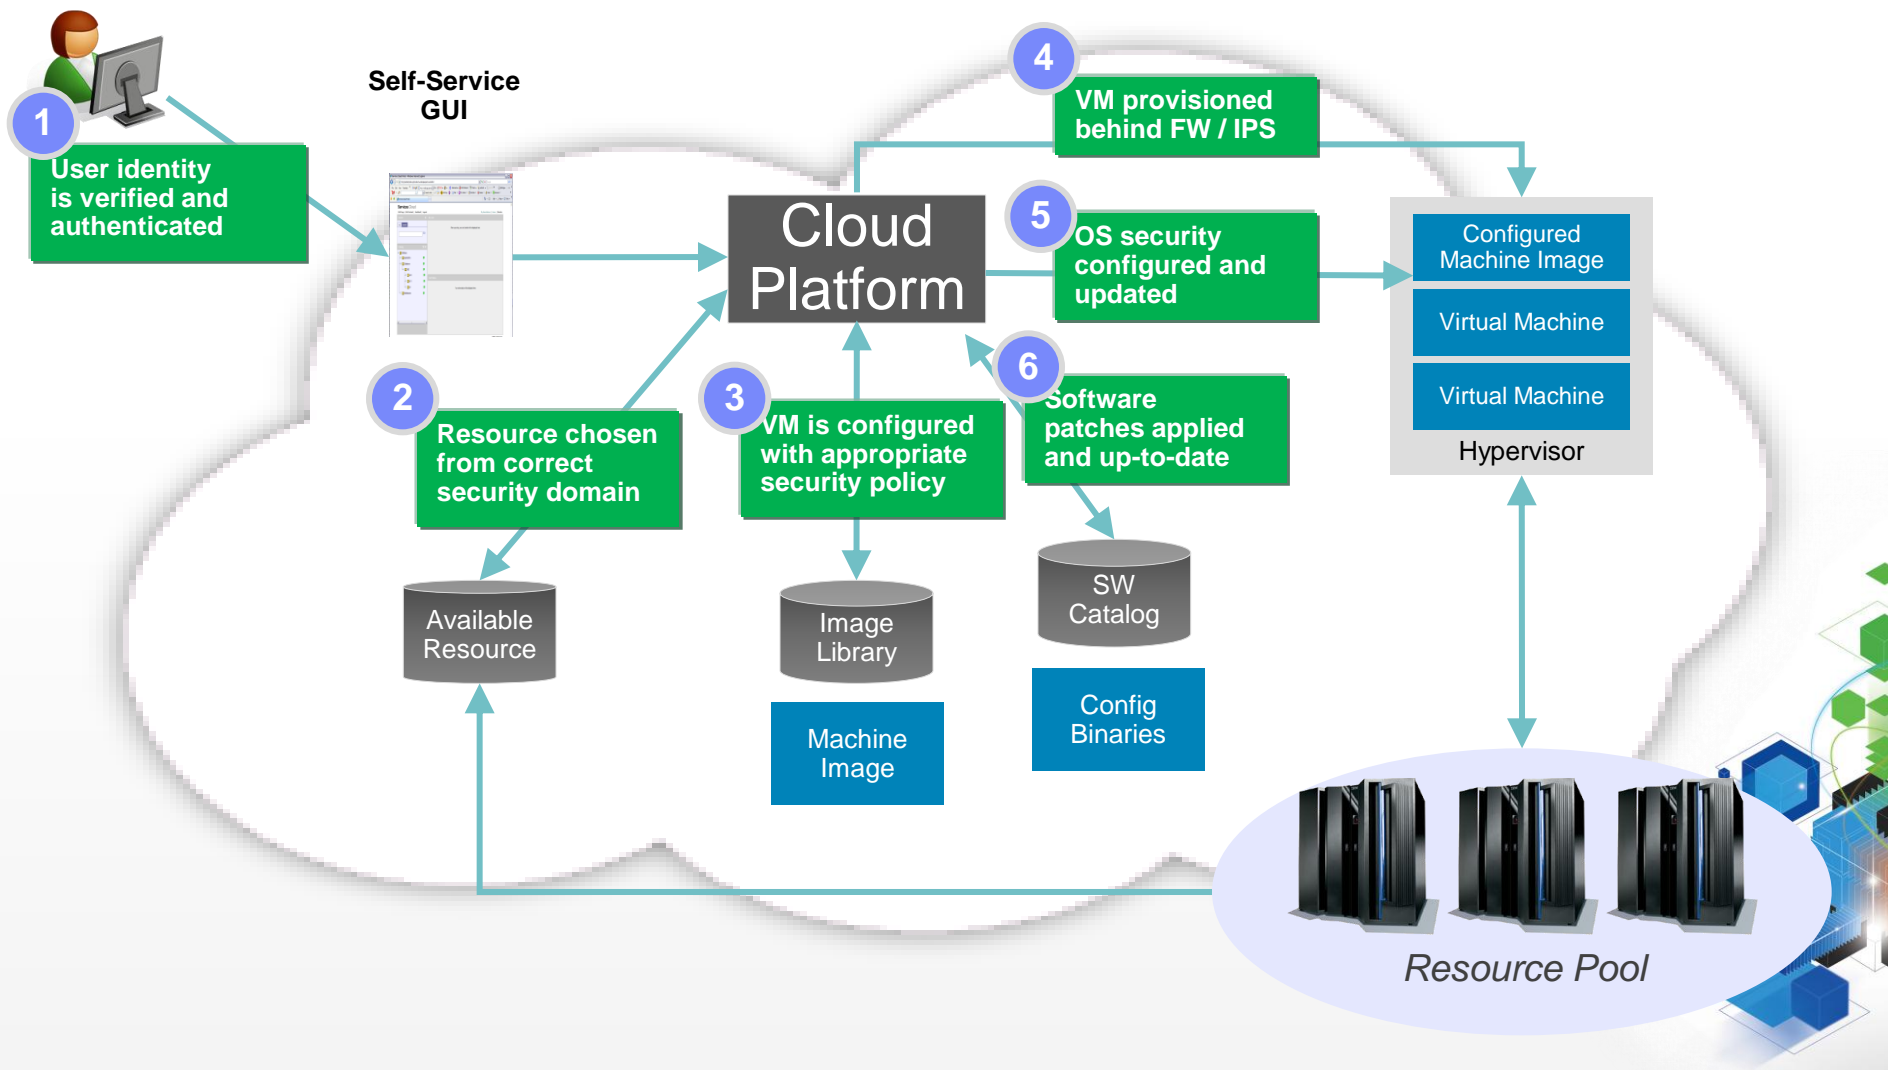 1
User identity
is verified and
authenticated
Self-Service
GUI
4
VM provisioned
behind FW / IPS
Cloud
Platform
5
OS security
configured and
updated
Configured
Machine Image
Virtual Machine
Virtual Machine
Hypervisor
2
Resource chosen
from correct
security domain
3
VM is configured
with appropriate
security policy
6
Software
patches applied
and up-to-date
Available
Resource
Image
Library
SW
Catalog
Machine
Image
Config
Binaries
Resource Pool